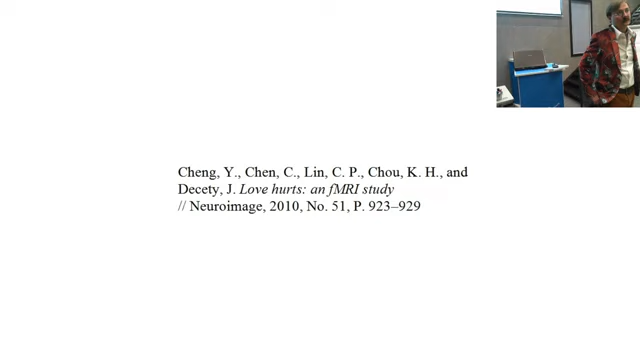 Cheng, Y., Chen, C., Lin, C. P., Chou, K. H., and
Decety, J. Love hurts: an fMRI study
// Neuroimage, 2010, No. 51, P. 923–929